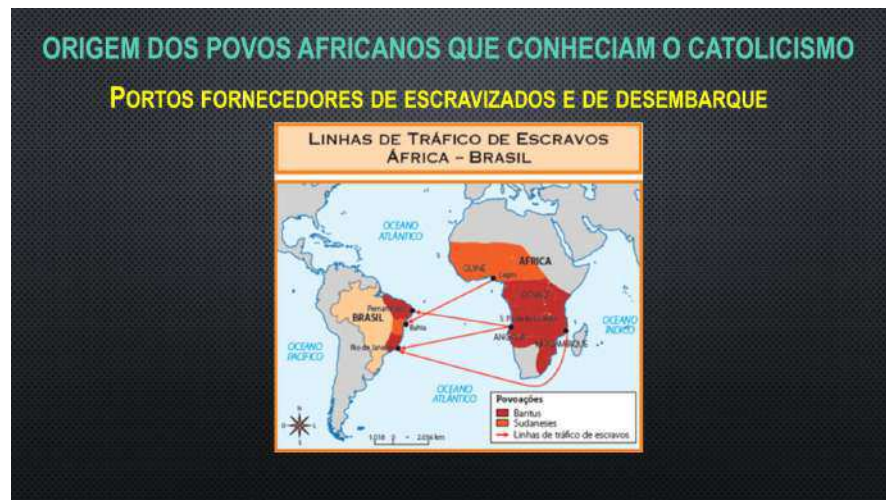 ORIGEM DOS POVOS AFRICANOS QUE CONHECIAM O CATOLICISMO
PORTOS FORNECEDORES DE ESCRAVIZADOS E DE DESEMBARQUE
LINHAS DE TRÁFICO DE ESCRAVOS
ÁFRICA – BRASIL
OCEANO
ATLÂNTICO
ÁFRICA
GUINÉ
Lagos
BRASIL
Bahia
Rio de Janeiro
ANGOLA
MOÇAMBIQUE
OCEANO
PACÍFICO
OCEANO
ÍNDICO
OCEANO
ATLÂNTICO
Povoações
Bantus
Sudaneses
Linhas de tráfico de escravos